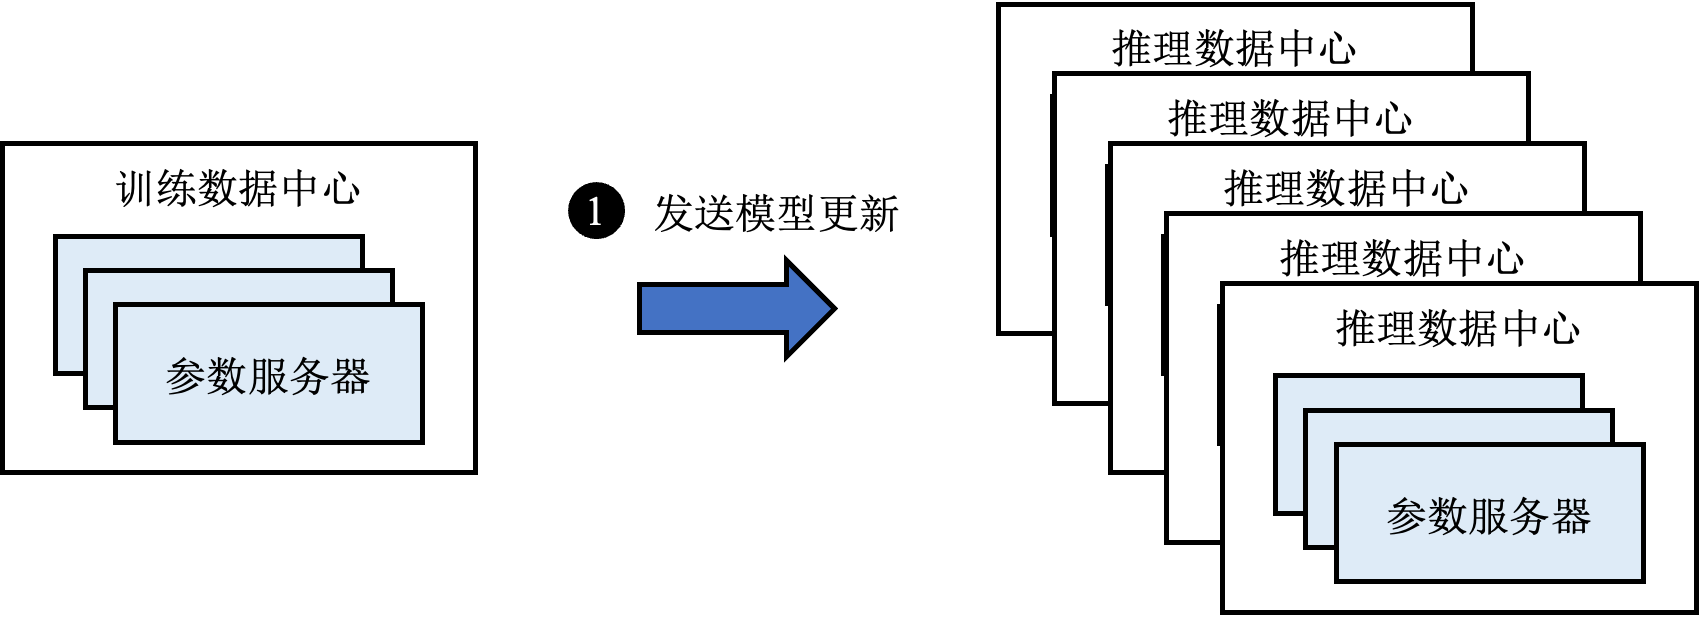 训练数据中心
参数服务器
1 发送模型更新
推理数据中心
推理数据中心
推理数据中心
推理数据中心
推理数据中心
参数服务器